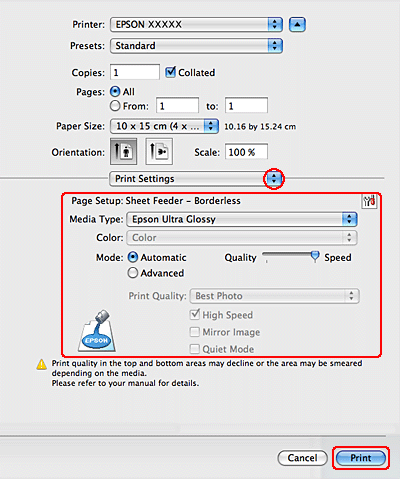 Printer: EPSON XXXXX
Presets: Standard
Copies: 1 Collated
Pages: All
From: 1 to: 1
Paper Size: 10 x 15 cm (4 x ... 10.16 by 15.24 cm
Orientation: Scale: 100 %
Print Settings
Page Setup: Sheet Feeder - Borderless
Media Type: Epson Ultra Glossy
Color: Color
Mode: Automatic Quality Speed
Advanced
Print Quality: Best Photo
High Speed
Mirror Image
Quiet Mode
EPSON
Print quality in the top and bottom areas may decline or the area may be smeared
depending on the media.
Please refer to your manual for details.
Cancel Print